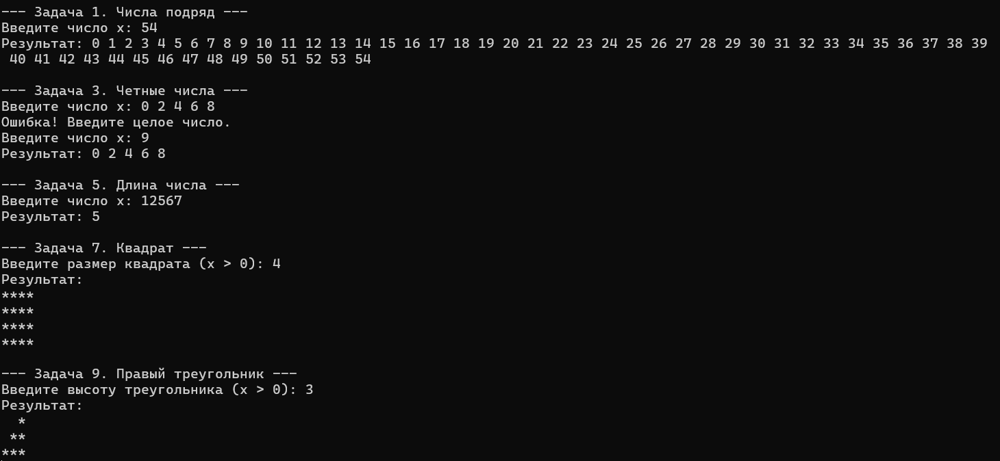 --- Задача 1. Числа подряд ---
Введите число x: 54
Результат: 0 1 2 3 4 5 6 7 8 9 10 11 12 13 14 15 16 17 18 19 20 21 22 23 24 25 26 27 28 29 30 31 32 33 34 35 36 37 38 39
 40 41 42 43 44 45 46 47 48 49 50 51 52 53 54

--- Задача 3. Четные числа ---
Введите число x: 0 2 4 6 8
Ошибка! Введите целое число.
Введите число x: 9
Результат: 0 2 4 6 8

--- Задача 5. Длина числа ---
Введите число x: 12567
Результат: 5

--- Задача 7. Квадрат ---
Введите размер квадрата (x > 0): 4
Результат:
****
****
****
****

--- Задача 9. Правый треугольник ---
Введите высоту треугольника (x > 0): 3
Результат:
  *
 **
***